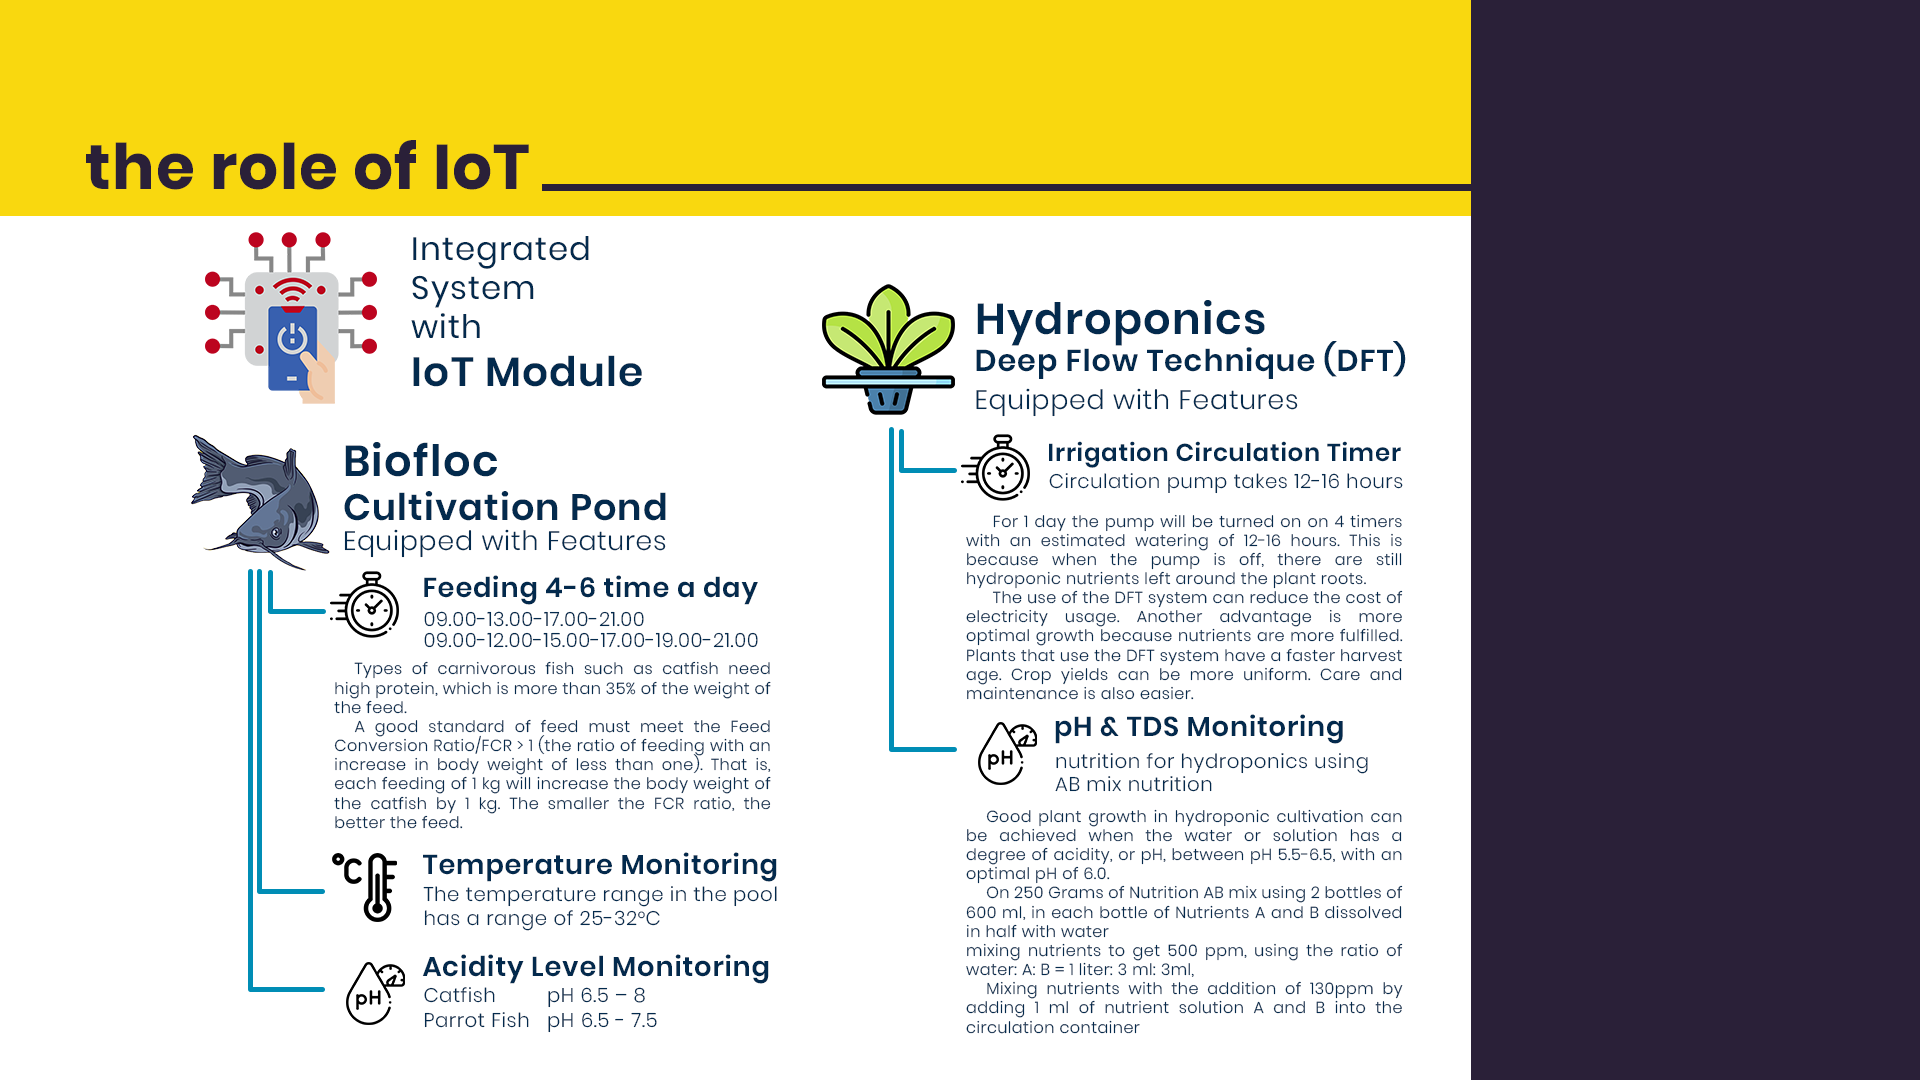 the role of IoT
Integrated
System
with
IoT Module
Biofloc
Cultivation Pond
Equipped with Features
Feeding 4-6 time a day
09.00-13.00-17.00-21.00
09.00-12.00-15.00-17.00-19.00-21.00
Types of carnivorous fish such as catfish need
high protein, which is more than 35% of the weight of
the feed.
A good standard of feed must meet the Feed
Conversion Ratio/FCR > 1 (the ratio of feeding with an
increase in body weight of less than one). That is,
each feeding of 1 kg will increase the body weight of
the catfish by 1 kg. The smaller the FCR ratio, the
better the feed.
°C
Temperature Monitoring
The temperature range in the pool
has a range of 25-32°C
pH
Acidity Level Monitoring
Catfish pH 6.5 – 8
Parrot Fish pH 6.5 - 7.5
Hydroponics
Deep Flow Technique (DFT)
Equipped with Features
Irrigation Circulation Timer
Circulation pump takes 12-16 hours
For 1 day the pump will be turned on on 4 timers
with an estimated watering of 12-16 hours. This is
because when the pump is off, there are still
hydroponic nutrients left around the plant roots.
The use of the DFT system can reduce the cost of
electricity usage. Another advantage is more
optimal growth because nutrients are more fulfilled.
Plants that use the DFT system have a faster harvest
age. Crop yields can be more uniform. Care and
maintenance is also easier.
pH
pH & TDS Monitoring
nutrition for hydroponics using
AB mix nutrition
Good plant growth in hydroponic cultivation can
be achieved when the water or solution has a
degree of acidity, or pH, between pH 5.5-6.5, with an
optimal pH of 6.0.
On 250 Grams of Nutrition AB mix using 2 bottles of
600 ml, in each bottle of Nutrients A and B dissolved
in half with water
mixing nutrients to get 500 ppm, using the ratio of
water: A: B = 1 liter: 3 ml: 3ml,
Mixing nutrients with the addition of 130ppm by
adding 1 ml of nutrient solution A and B into the
circulation container